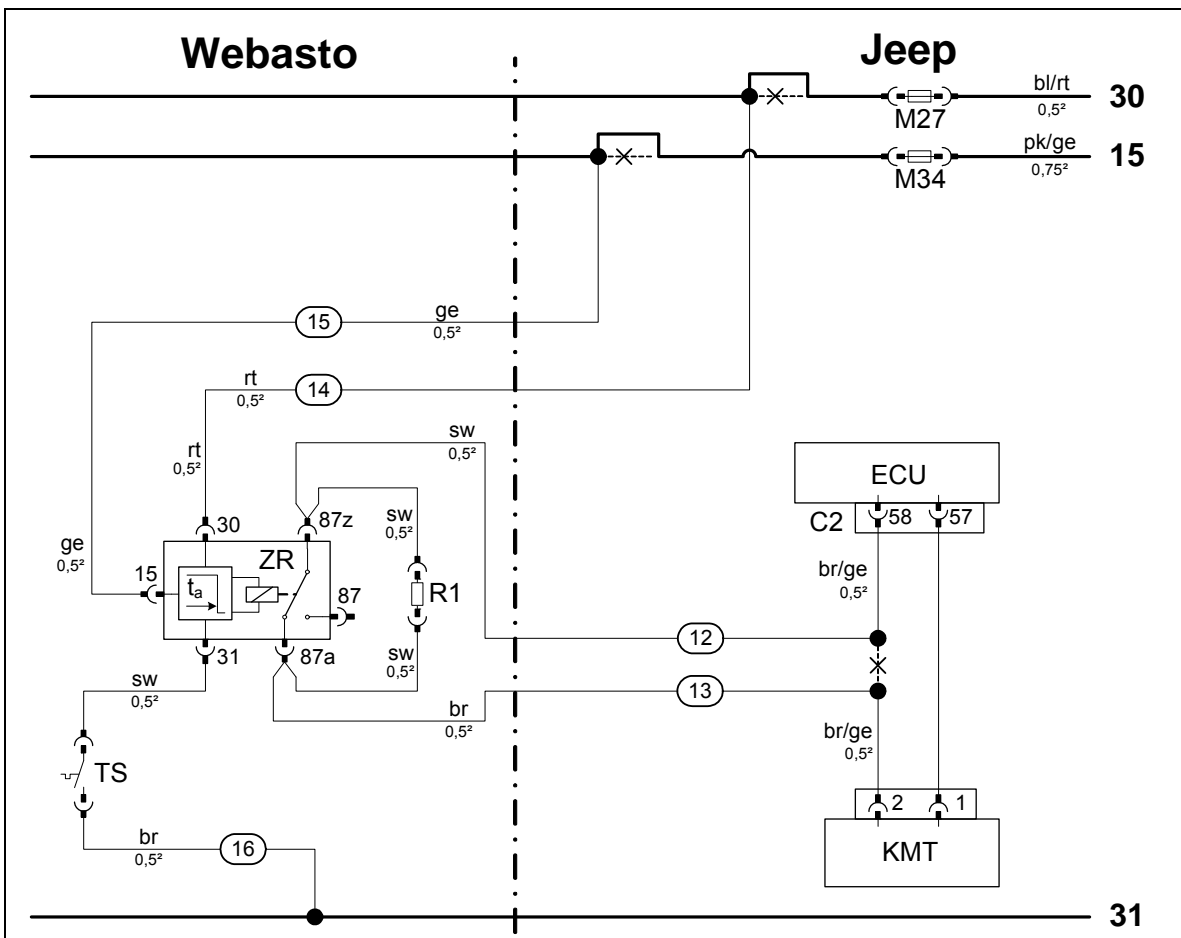 Webasto
Jeep
bl/rt
0,5²
30
M27
pk/ge
0,75²
15
M34
15
ge
0,5²
rt
0,5²
14
sw
0,5²
rt
0,5²
ECU
30
87z
sw
0,5²
C2
58
57
ge
0,5²
ZR
15
ta
87
R1
br/ge
0,5²
12
31
87a
sw
0,5²
sw
0,5²
13
br
0,5²
br/ge
0,5²
TS
2
1
br
0,5²
16
KMT
31